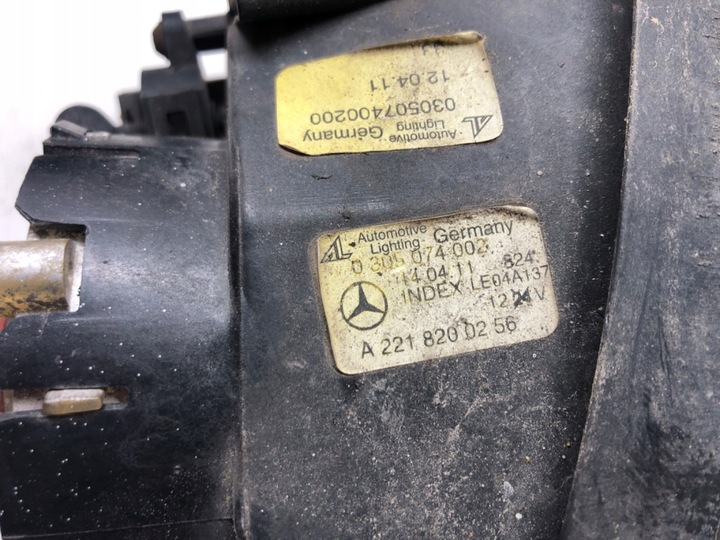 12.04.11
030507400200
Automotive
Lighting Germany
Automotive
Lighting Germany
0 305 074 002
14.04.11 824
INDEX LE04A137
A 221 820 02 56